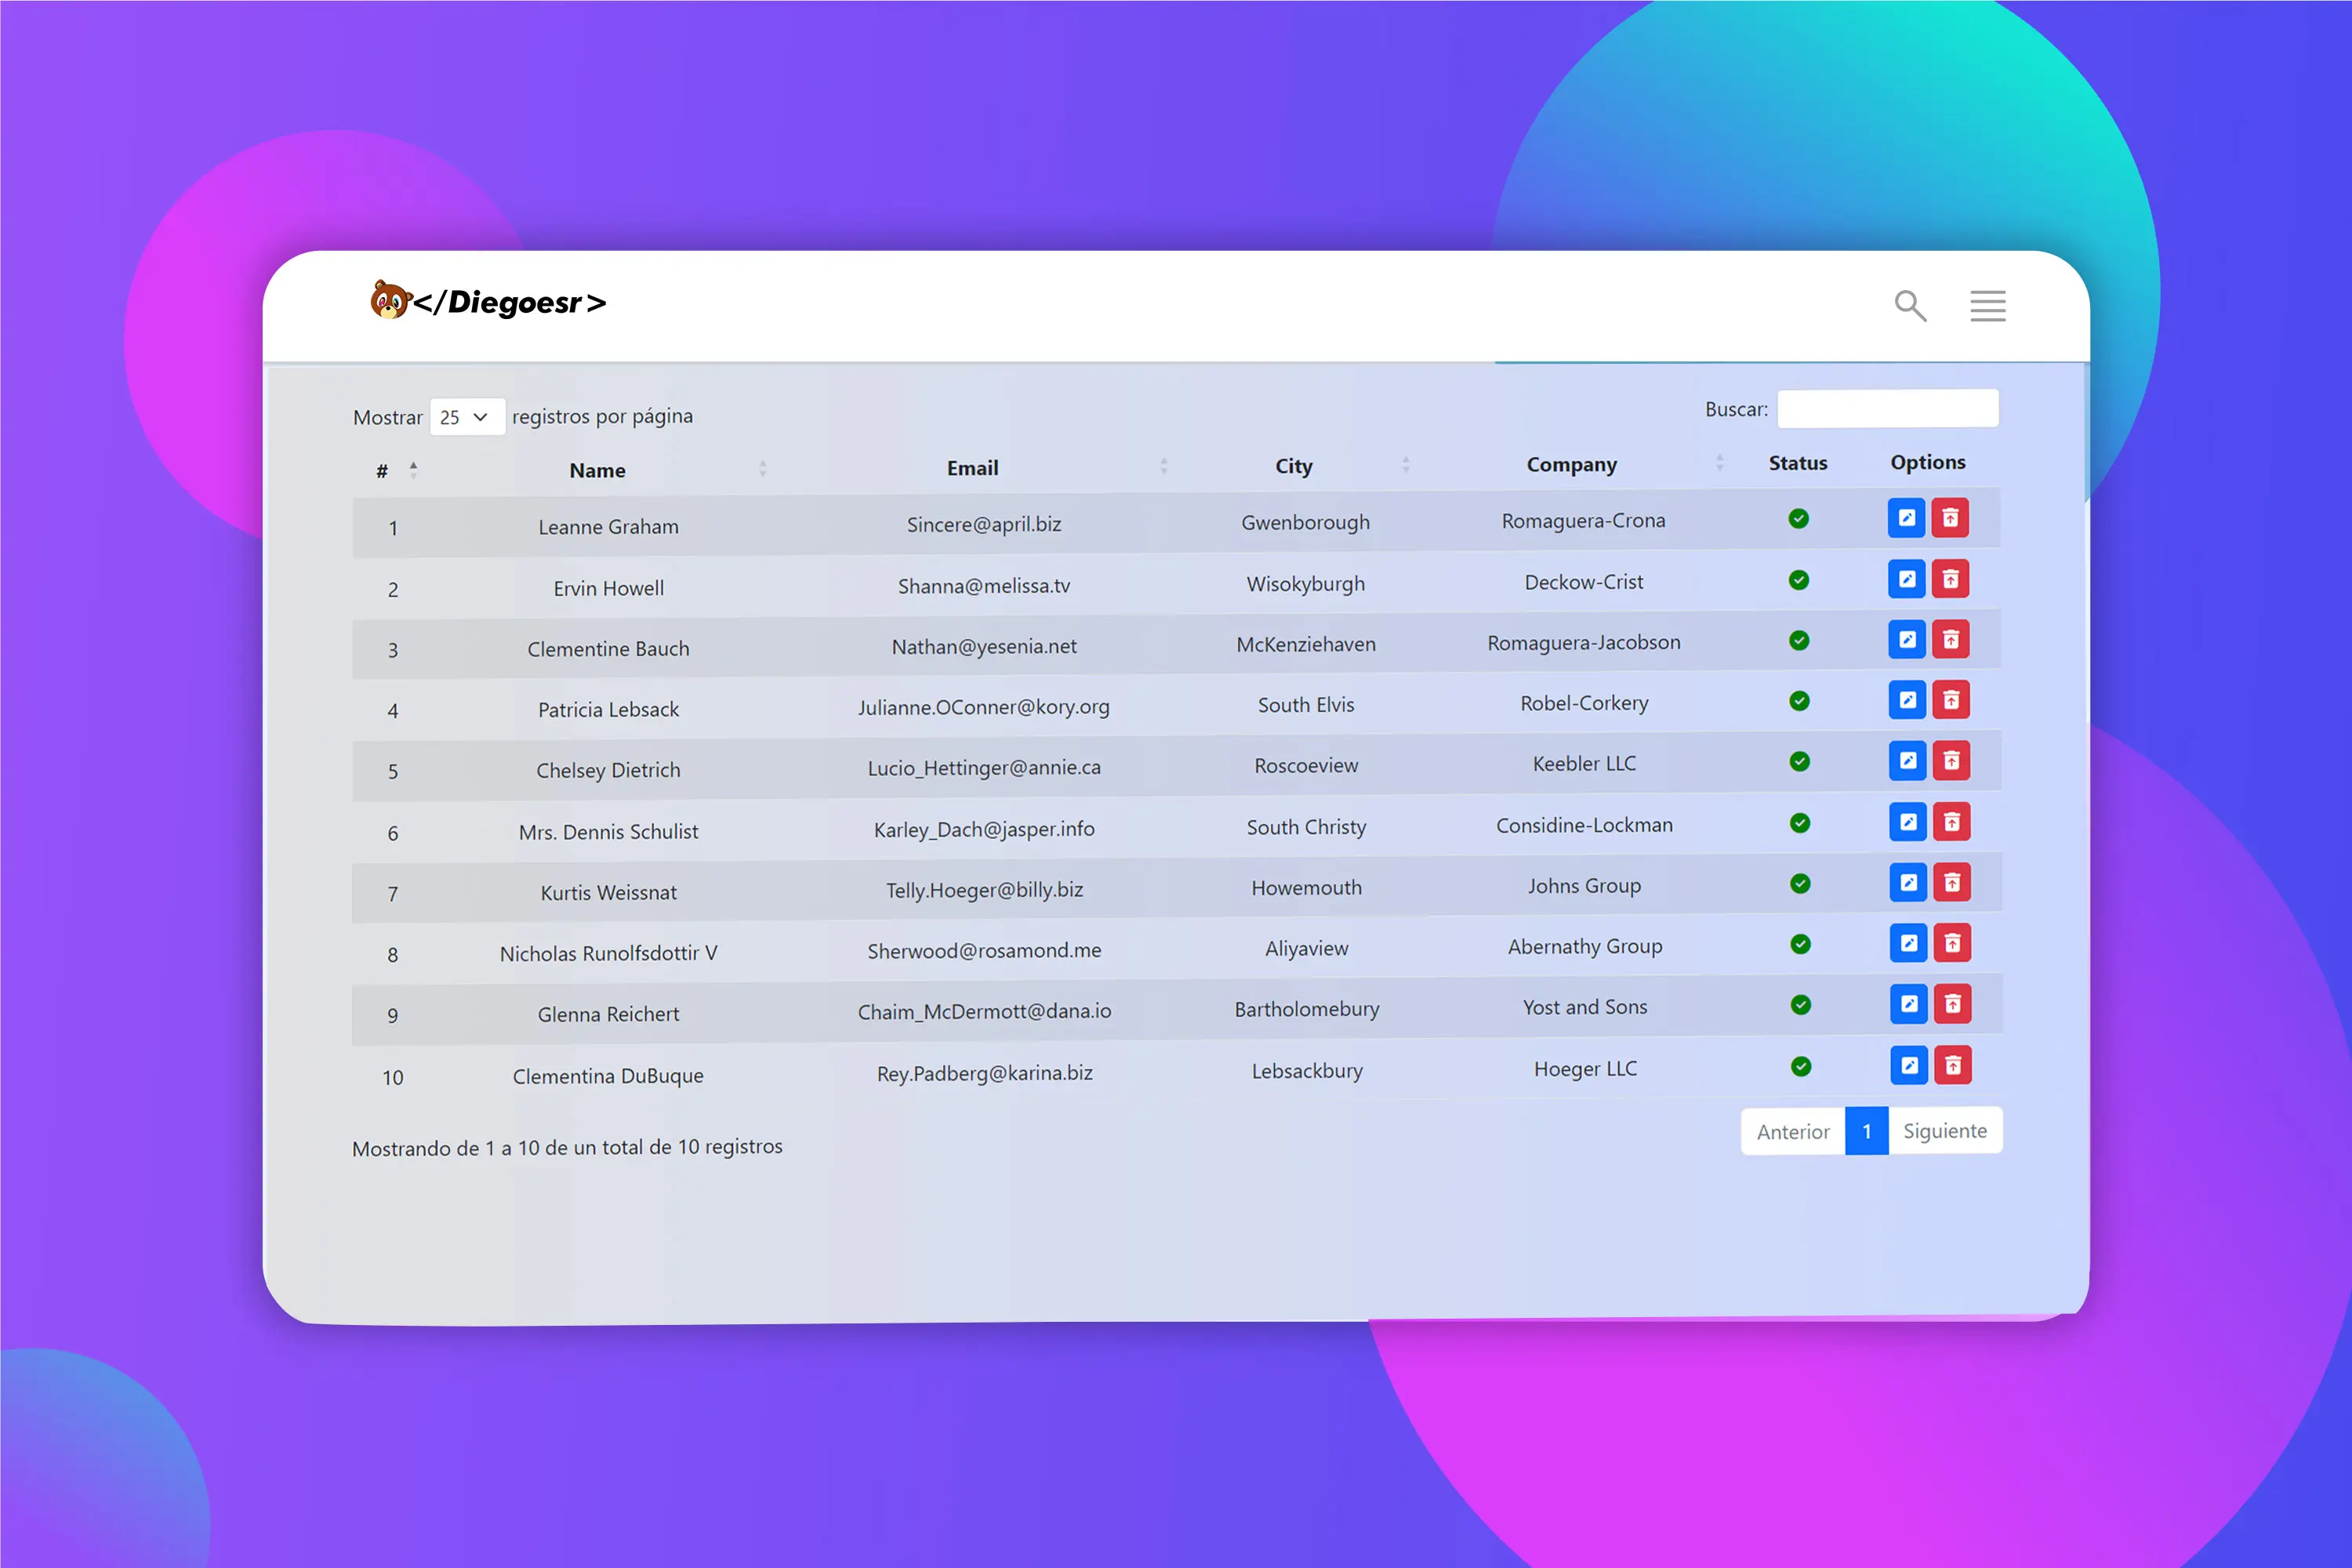 </Diegoesr>
Mostrar 25 registros por página
Buscar:
# Name Email City Company Status Options
1 Leanne Graham Sincere@april.biz Gwenborough Romaguera-Crona
2 Ervin Howell Shanna@melissa.tv Wisokyburgh Deckow-Crist
3 Clementine Bauch Nathan@yesenia.net McKenziehaven Romaguera-Jacobson
4 Patricia Lebsack Julianne.OConner@kory.org South Elvis Robel-Corkery
5 Chelsey Dietrich Lucio_Hettinger@annie.ca Roscoeview Keebler LLC
6 Mrs. Dennis Schulist Karley_Dach@jasper.info South Christy Considine-Lockman
7 Kurtis Weissnat Telly.Hoeger@billy.biz Howemouth Johns Group
8 Nicholas Runolfsdottir V Sherwood@rosamond.me Aliyaview Abernathy Group
9 Glenna Reichert Chaim_McDermott@dana.io Bartholomebury Yost and Sons
10 Clementina DuBuque Rey.Padberg@karina.biz Lebsackbury Hoeger LLC
Mostrando de 1 a 10 de un total de 10 registros
Anterior 1 Siguiente